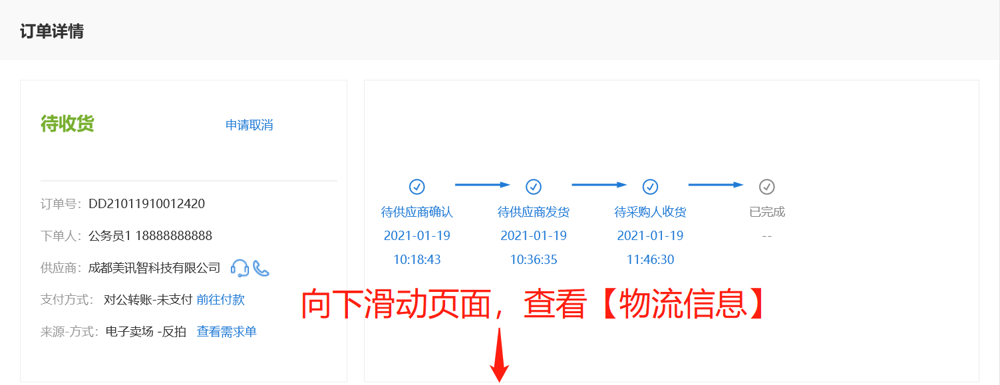 订单详情
待收货
申请取消
订单号：DD21011910012420
下单人：公务员1 18888888888
供应商：成都美讯智科技有限公司
支付方式： 对公转账-未支付 前往付款
来源-方式：电子卖场 -反拍 查看需求单
待供应商确认
2021-01-19
10:18:43
待供应商发货
2021-01-19
10:36:35
待采购人收货
2021-01-19
11:46:30
已完成
--
向下滑动页面，查看【物流信息】